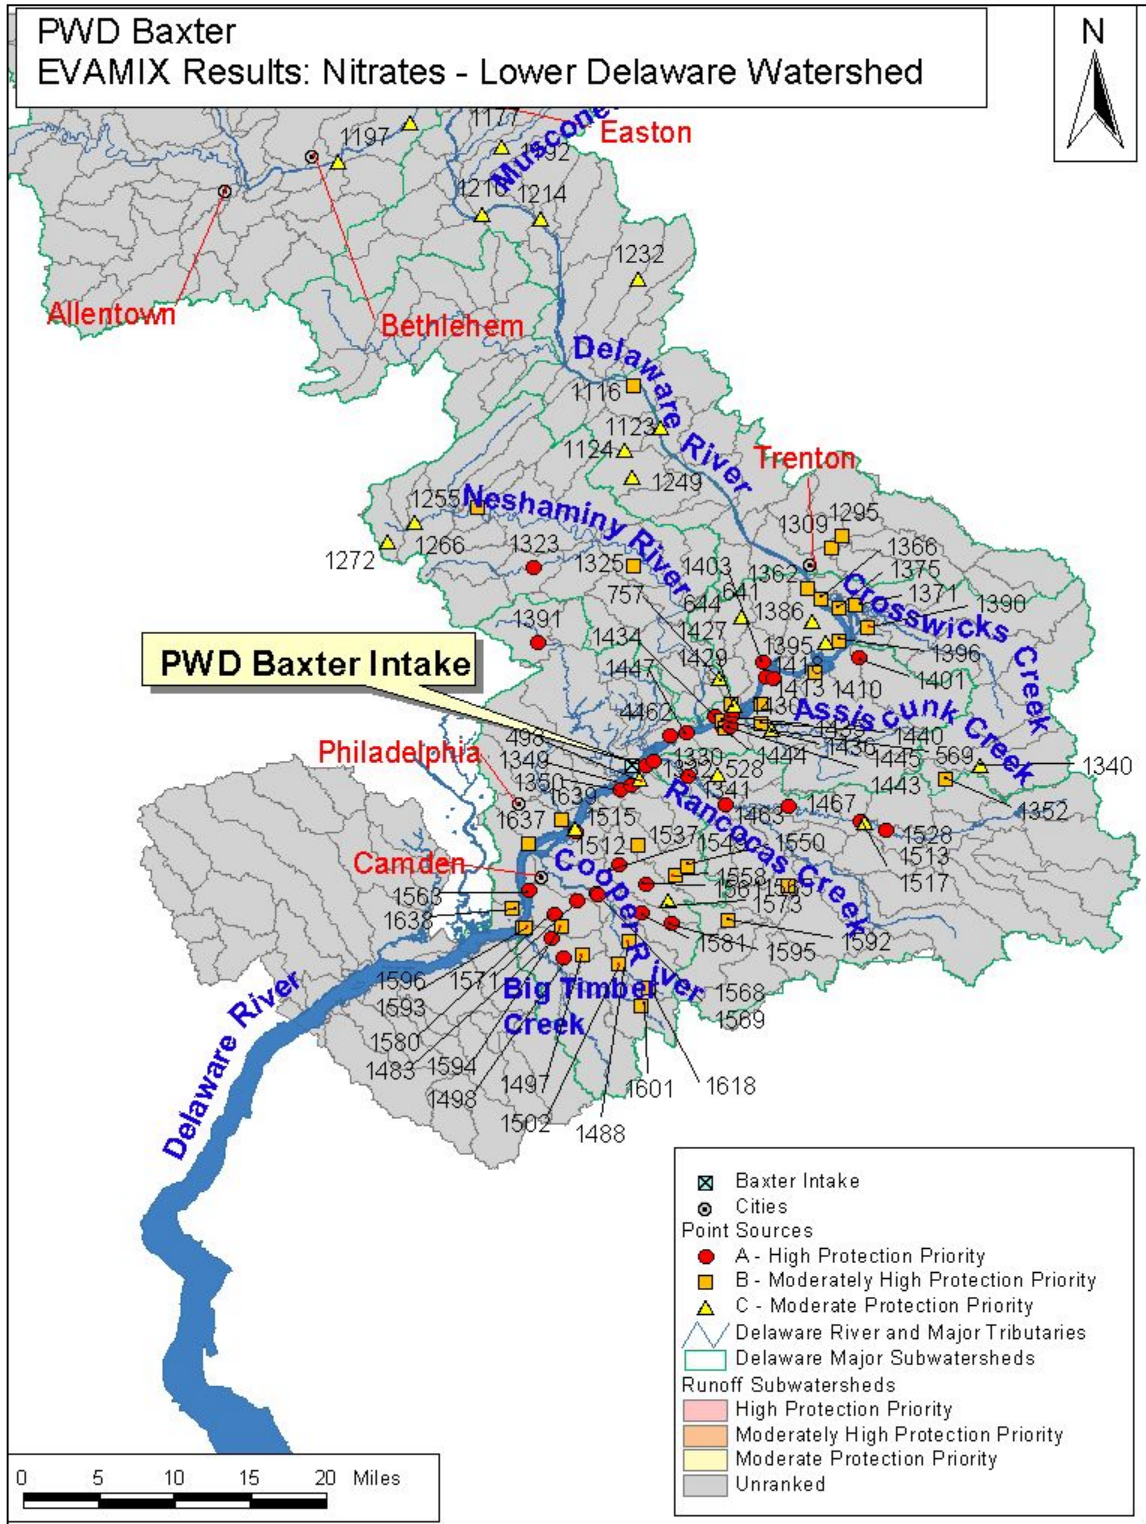 PWD Baxter
EVAMIX Results: Nitrates - Lower Delaware Watershed
N
1177
Easton
1197
1214
1232
Allentown
Bethlehem
Delaware River
1116
1123
1124
1249
Trenton
1255
Neshaminy River
1309
1295
1272
1266
1323
1325
1403
1362
1366
1375
757
641
644
1386
1371
1390
Crosswicks Creek
1391
1434
1427
1395
1396
PWD Baxter Intake
1447
1429
1418
1413
1410
1401
4462
Assiscunk Creek
1440
Philadelphia
1444
1436
1445
569
1340
1349
1330
528
1443
1350
1341
1352
1639
Rancocas Creek
1463
1467
1637
1515
1528
1512
1537
1550
1513
Camden
Cooper River
1558
1517
1563
1573
1638
1581
1595
1592
1596
1571
Big Timber
Creek
1593
1568
1569
Delaware River
1580
1483
1594
1497
1498
1601
1618
1502
1488
Baxter Intake
Cities
Point Sources
A - High Protection Priority
B - Moderately High Protection Priority
C - Moderate Protection Priority
Delaware River and Major Tributaries
Delaware Major Subwatersheds
Runoff Subwatersheds
High Protection Priority
Moderately High Protection Priority
Moderate Protection Priority
Unranked
0 5 10 15 20 Miles